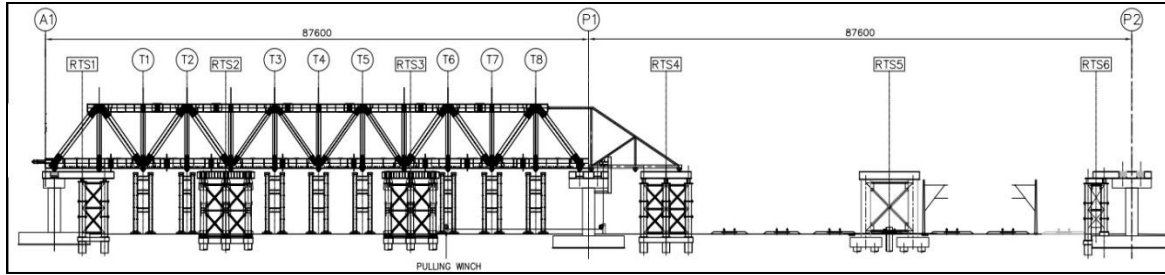 A1 P1 P2
87600 87600
RTS1 T1 T2 RTS2 T3 T4 T5 RTS3 T6 T7 T8 RTS4 RTS5 RTS6
PULLING WINCH